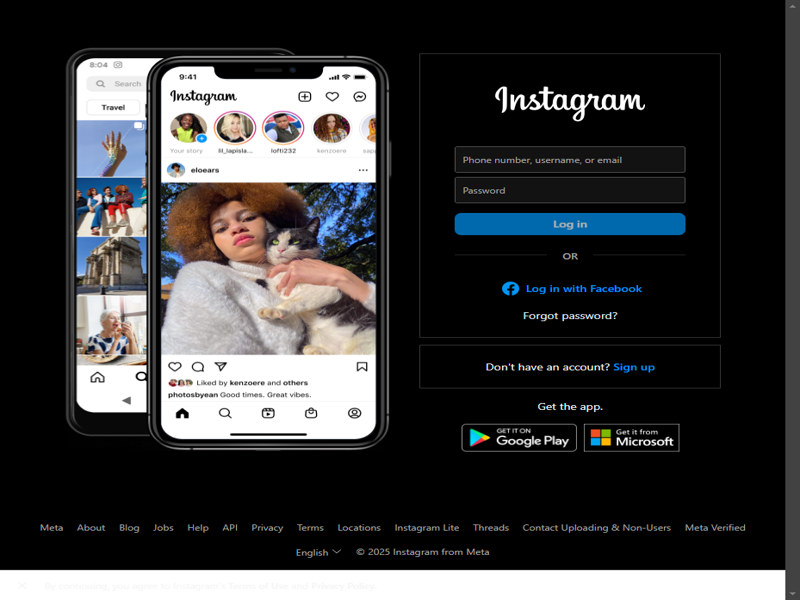 8:04
Search
Travel
9:41
Instagram
Your story
lil_lapisla...
lofti232
kenzoere
sapa
eloears
Liked by kenzoere and others
photosbyean Good times. Great vibes.
Instagram
Phone number, username, or email
Password
Log in
OR
Log in with Facebook
Forgot password?
Don't have an account? Sign up
Get the app.
GET IT ON
Google Play
Get it from
Microsoft
Meta
About
Blog
Jobs
Help
API
Privacy
Terms
Locations
Instagram Lite
Threads
Contact Uploading & Non-Users
Meta Verified
English
© 2025 Instagram from Meta
By continuing, you agree to Instagram's Terms of Use and Privacy Policy.